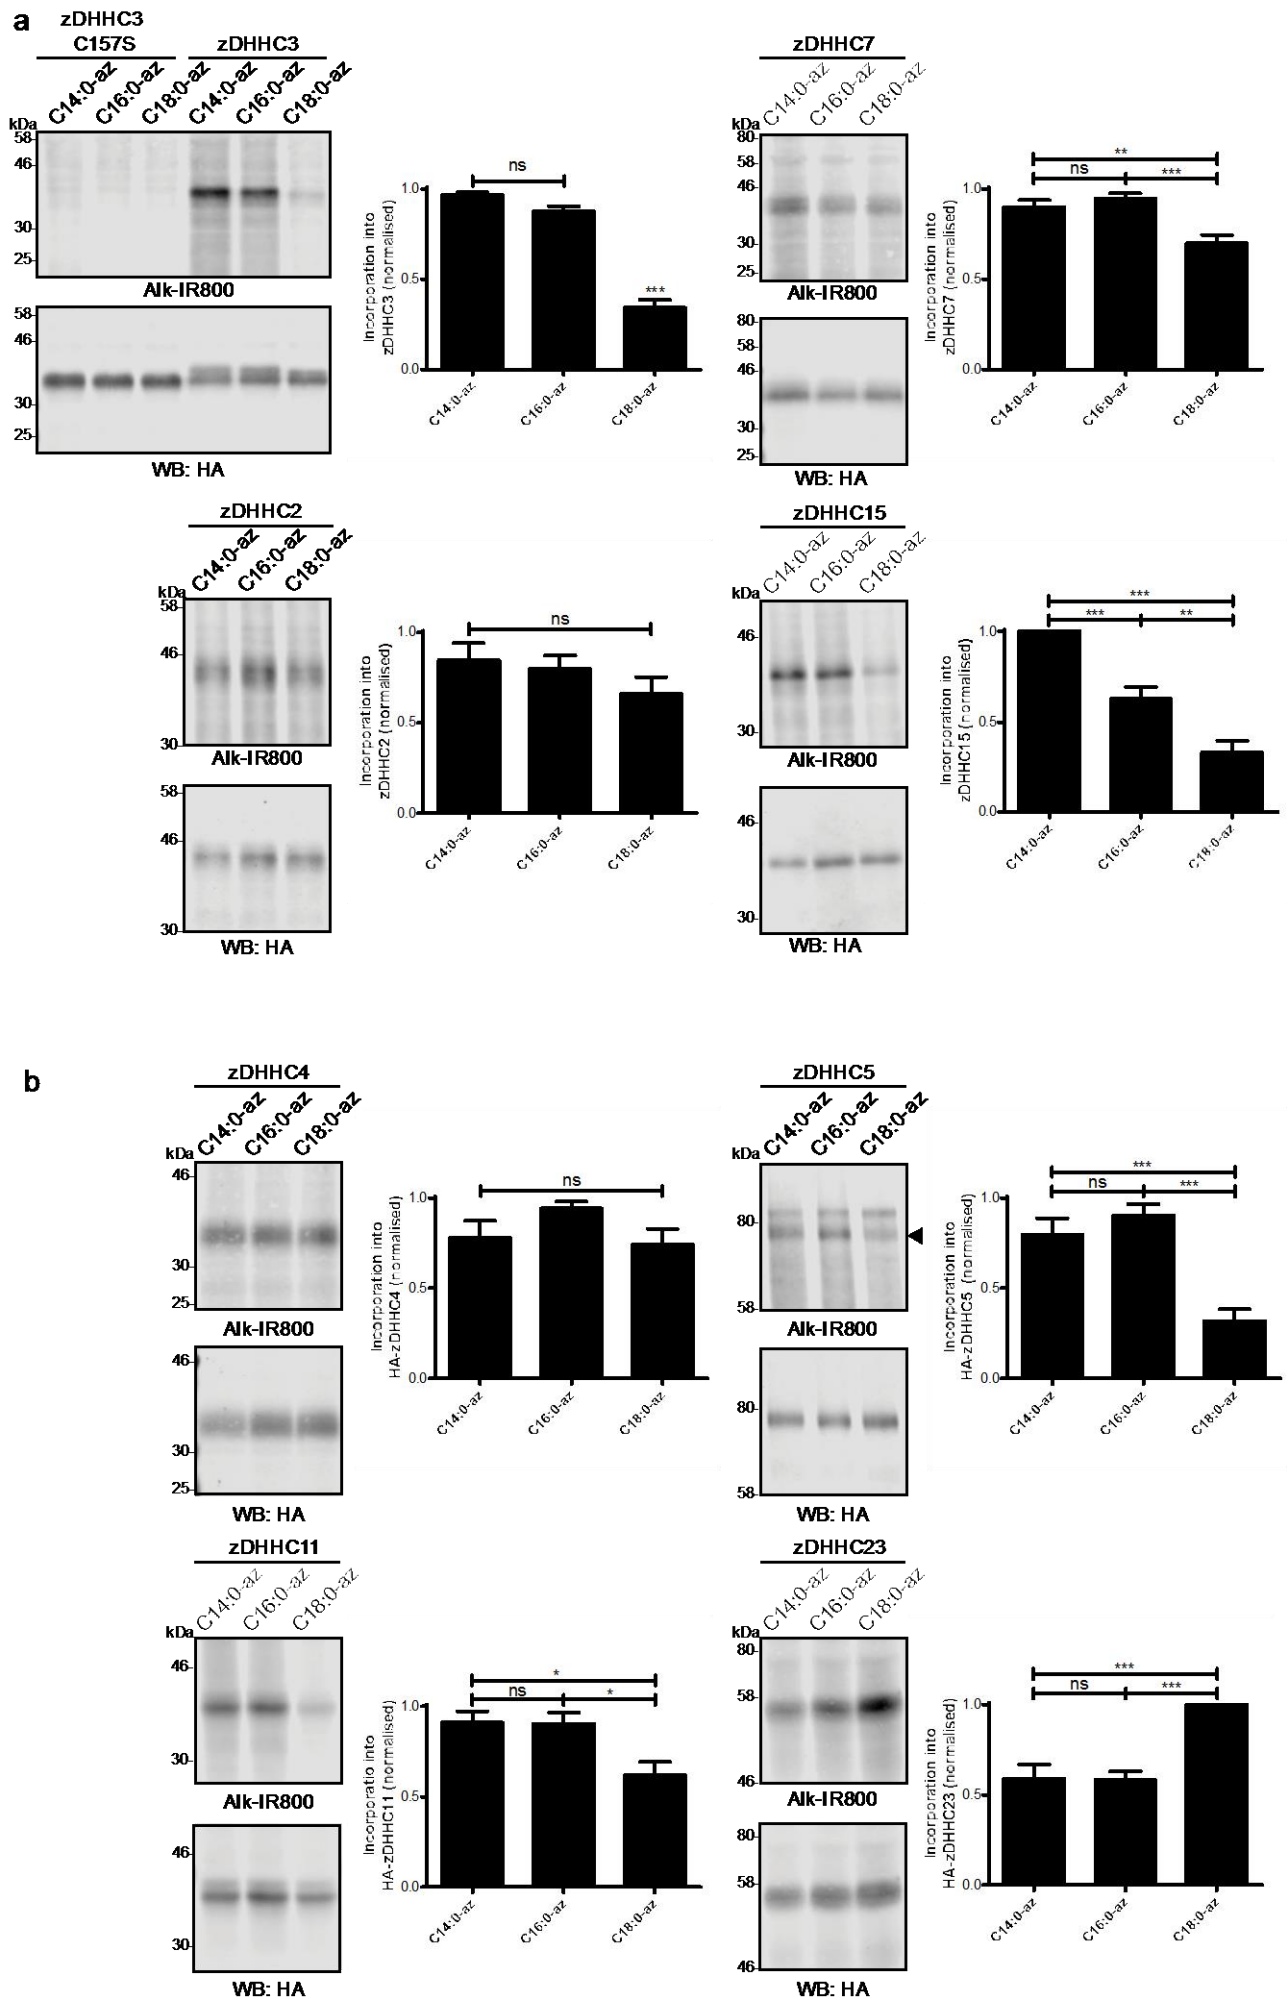 a
zDHHC3
C157S
zDHHC3
C14:0-az
C16:0-az
C18:0-az
C14:0-az
C16:0-az
C18:0-az
kDa
58
46
30
25
Alk-IR800
58
46
30
25
WB: HA
Incorporation into
zDHHC3 (normalised)
1.0
0.5
0.0
ns
***
C14:0-az
C16:0-az
C18:0-az
zDHHC7
C14:0-az
C16:0-az
C18:0-az
kDa
80
58
46
30
25
Alk-IR800
80
58
46
30
25
WB: HA
Incorporation into
zDHHC7 (normalised)
1.0
0.5
0.0
**
ns
***
C14:0-az
C16:0-az
C18:0-az
zDHHC2
C14:0-az
C16:0-az
C18:0-az
kDa
58
46
30
Alk-IR800
58
46
30
WB: HA
Incorporation into
zDHHC2 (normalised)
1.0
0.5
0.0
ns
C14:0-az
C16:0-az
C18:0-az
zDHHC15
C14:0-az
C16:0-az
C18:0-az
kDa
46
30
Alk-IR800
46
30
WB: HA
Incorporation into
zDHHC15 (normalised)
1.0
0.5
0.0
***
***
**
C14:0-az
C16:0-az
C18:0-az
b
zDHHC4
C14:0-az
C16:0-az
C18:0-az
kDa
46
30
25
Alk-IR800
46
30
25
WB: HA
Incorporation into
HA-zDHHC4 (normalised)
1.0
0.5
0.0
ns
C14:0-az
C16:0-az
C18:0-az
zDHHC5
C14:0-az
C16:0-az
C18:0-az
kDa
80
58
Alk-IR800
80
58
WB: HA
Incorporation into
HA-zDHHC5 (normalised)
1.0
0.5
0.0
***
ns
***
C14:0-az
C16:0-az
C18:0-az
zDHHC11
C14:0-az
C16:0-az
C18:0-az
kDa
46
30
Alk-IR800
46
30
WB: HA
Incorporatio into
HA-zDHHC11 (normalised)
1.0
0.5
0.0
*
ns
*
C14:0-az
C16:0-az
C18:0-az
zDHHC23
C14:0-az
C16:0-az
C18:0-az
kDa
80
58
46
Alk-IR800
80
58
46
WB: HA
Incorporation into
HA-zDHHC23 (normalised)
1.0
0.5
0.0
***
ns
***
C14:0-az
C16:0-az
C18:0-az